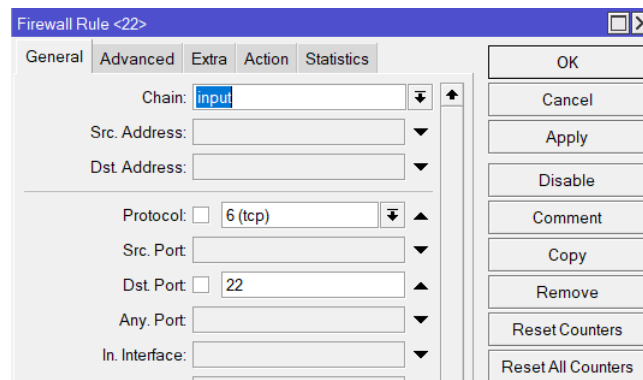 Firewall Rule <22>
General Advanced Extra Action Statistics
OK
Chain: input
Cancel
Src. Address:
Apply
Dst. Address:
Disable
Protocol: 6 (tcp)
Comment
Src. Port:
Copy
Dst. Port: 22
Remove
Any. Port:
Reset Counters
In. Interface:
Reset All Counters